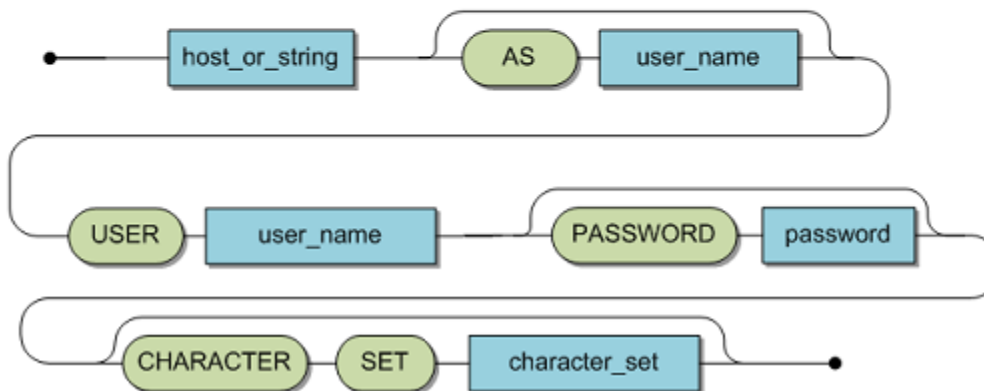 host_or_string AS user_name
USER user_name PASSWORD password
CHARACTER SET character_set